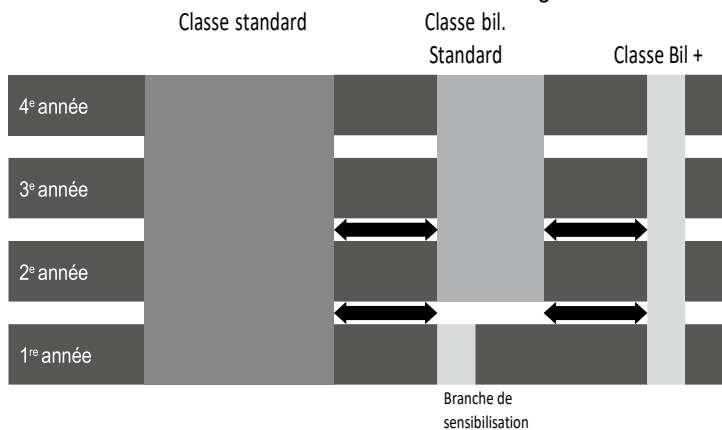 Classe standard
Classe bil.
Standard
Classe Bil +
4e année
3e année
2e année
1re année
Branche de
sensibilisation